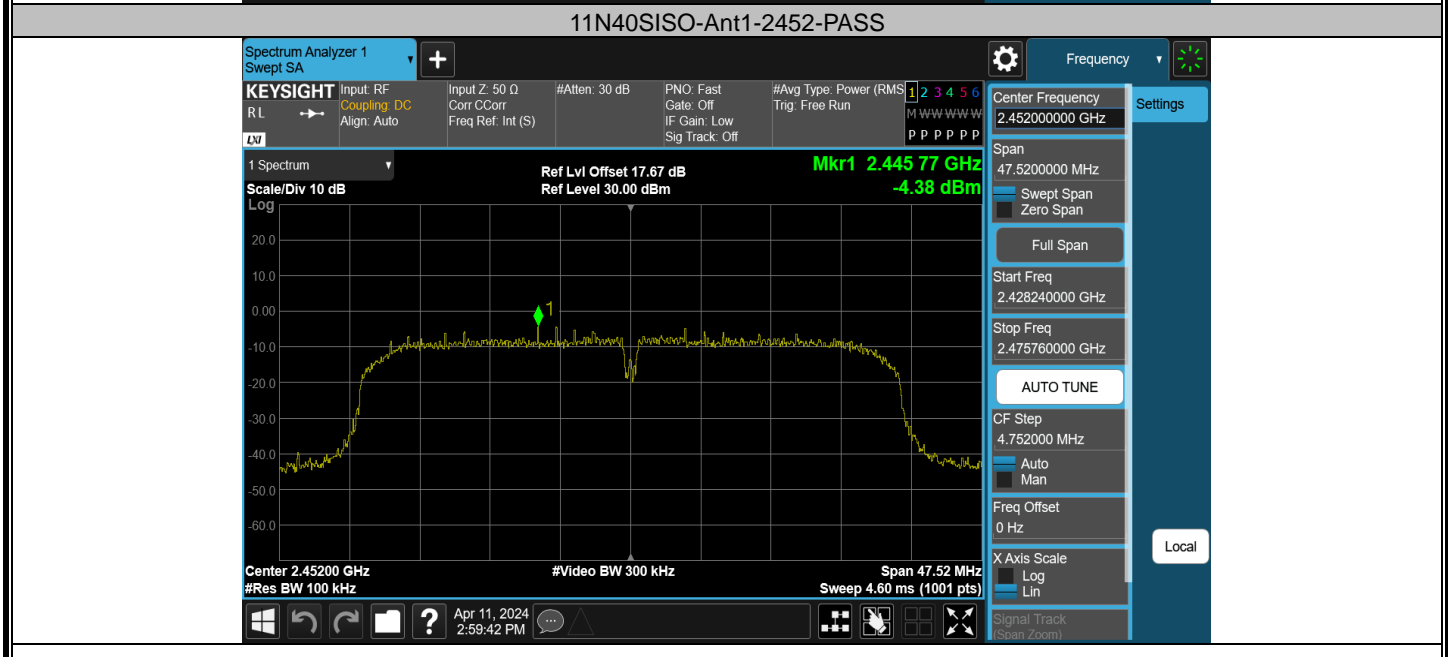 11N40SISO-Ant1-2452-PASS
Spectrum Analyzer 1
Swept SA
Frequency
KEYSIGHT
RL
LXI
Input: RF
Coupling: DC
Align: Auto
Input Z: 50 Ω
Corr CCorr
Freq Ref: Int (S)
#Atten: 30 dB
PNO: Fast
Gate: Off
IF Gain: Low
Sig Track: Off
#Avg Type: Power (RMS
Trig: Free Run
1 2 3 4 5 6
M W W W W W
P P P P P P
1 Spectrum
Scale/Div 10 dB
Log
Ref Lvl Offset 17.67 dB
Ref Level 30.00 dBm
Mkr1 2.445 77 GHz
-4.38 dBm
20.0
10.0
0.00
-10.0
-20.0
-30.0
-40.0
-50.0
-60.0
1
Center 2.45200 GHz
#Res BW 100 kHz
#Video BW 300 kHz
Span 47.52 MHz
Sweep 4.60 ms (1001 pts)
Center Frequency
2.452000000 GHz
Settings
Span
47.5200000 MHz
Swept Span
Zero Span
Full Span
Start Freq
2.428240000 GHz
Stop Freq
2.475760000 GHz
AUTO TUNE
CF Step
4.752000 MHz
Auto
Man
Freq Offset
0 Hz
X Axis Scale
Log
Lin
Local
Signal Track
(Span Zoom)
?
Apr 11, 2024
2:59:42 PM